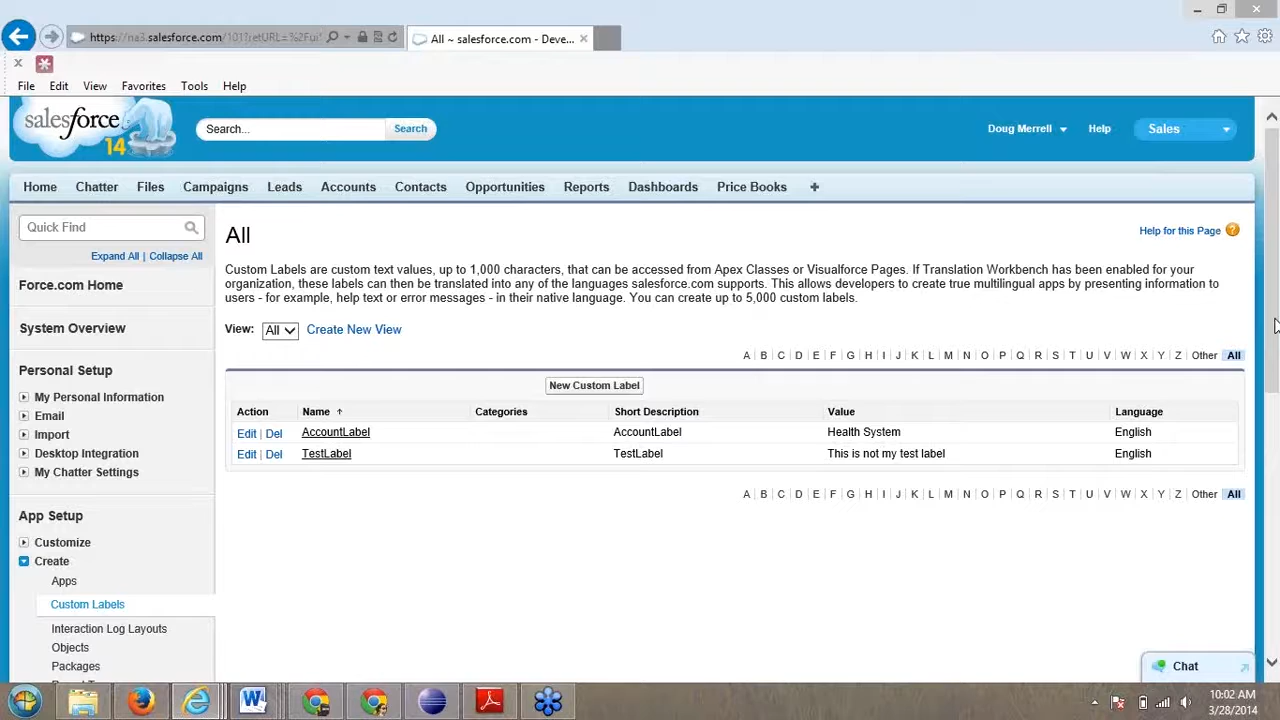 https://na3.salesforce.com/101?retURL=%2Fui
All ~ salesforce.com - Deve...
File Edit View Favorites Tools Help
salesforce
14
Search... Search
Doug Merrell Help Sales
Home Chatter Files Campaigns Leads Accounts Contacts Opportunities Reports Dashboards Price Books +
Quick Find
Expand All | Collapse All
Force.com Home
System Overview
Personal Setup
My Personal Information
Email
Import
Desktop Integration
My Chatter Settings
App Setup
Customize
Create
Apps
Custom Labels
Interaction Log Layouts
Objects
Packages
All
Help for this Page ?
Custom Labels are custom text values, up to 1,000 characters, that can be accessed from Apex Classes or Visualforce Pages. If Translation Workbench has been enabled for your
organization, these labels can then be translated into any of the languages salesforce.com supports. This allows developers to create true multilingual apps by presenting information to
users - for example, help text or error messages - in their native language. You can create up to 5,000 custom labels.
View: All Create New View
A | B | C | D | E | F | G | H | I | J | K | L | M | N | O | P | Q | R | S | T | U | V | W | X | Y | Z | Other | All
New Custom Label
Action Name ↑ Categories Short Description Value Language
Edit | Del AccountLabel AccountLabel Health System English
Edit | Del TestLabel TestLabel This is not my test label English
A | B | C | D | E | F | G | H | I | J | K | L | M | N | O | P | Q | R | S | T | U | V | W | X | Y | Z | Other | All
Chat
10:02 AM
3/28/2014